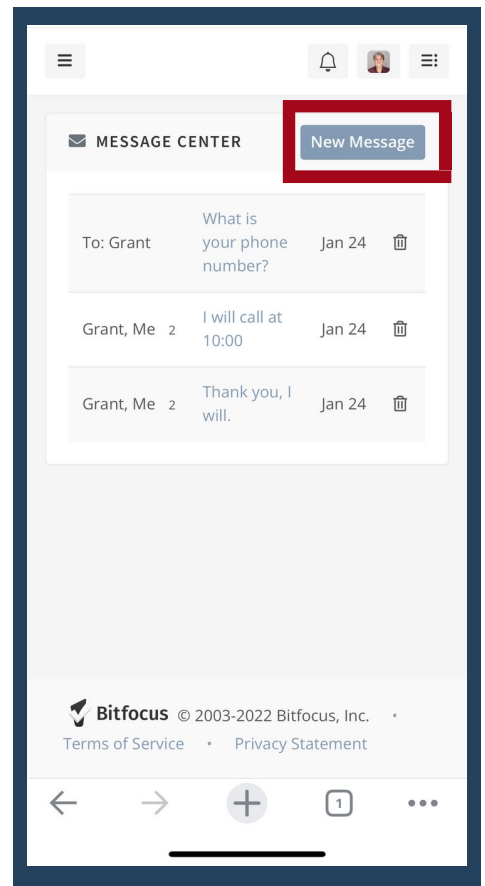 MESSAGE CENTER New Message
What is
To: Grant your phone Jan 24
number?
I will call at
Grant, Me 2 Jan 24
10:00
Thank you, I
Grant, Me 2 Jan 24
will.
Bitfocus © 2003-2022 Bitfocus, Inc. •
Terms of Service • Privacy Statement
1